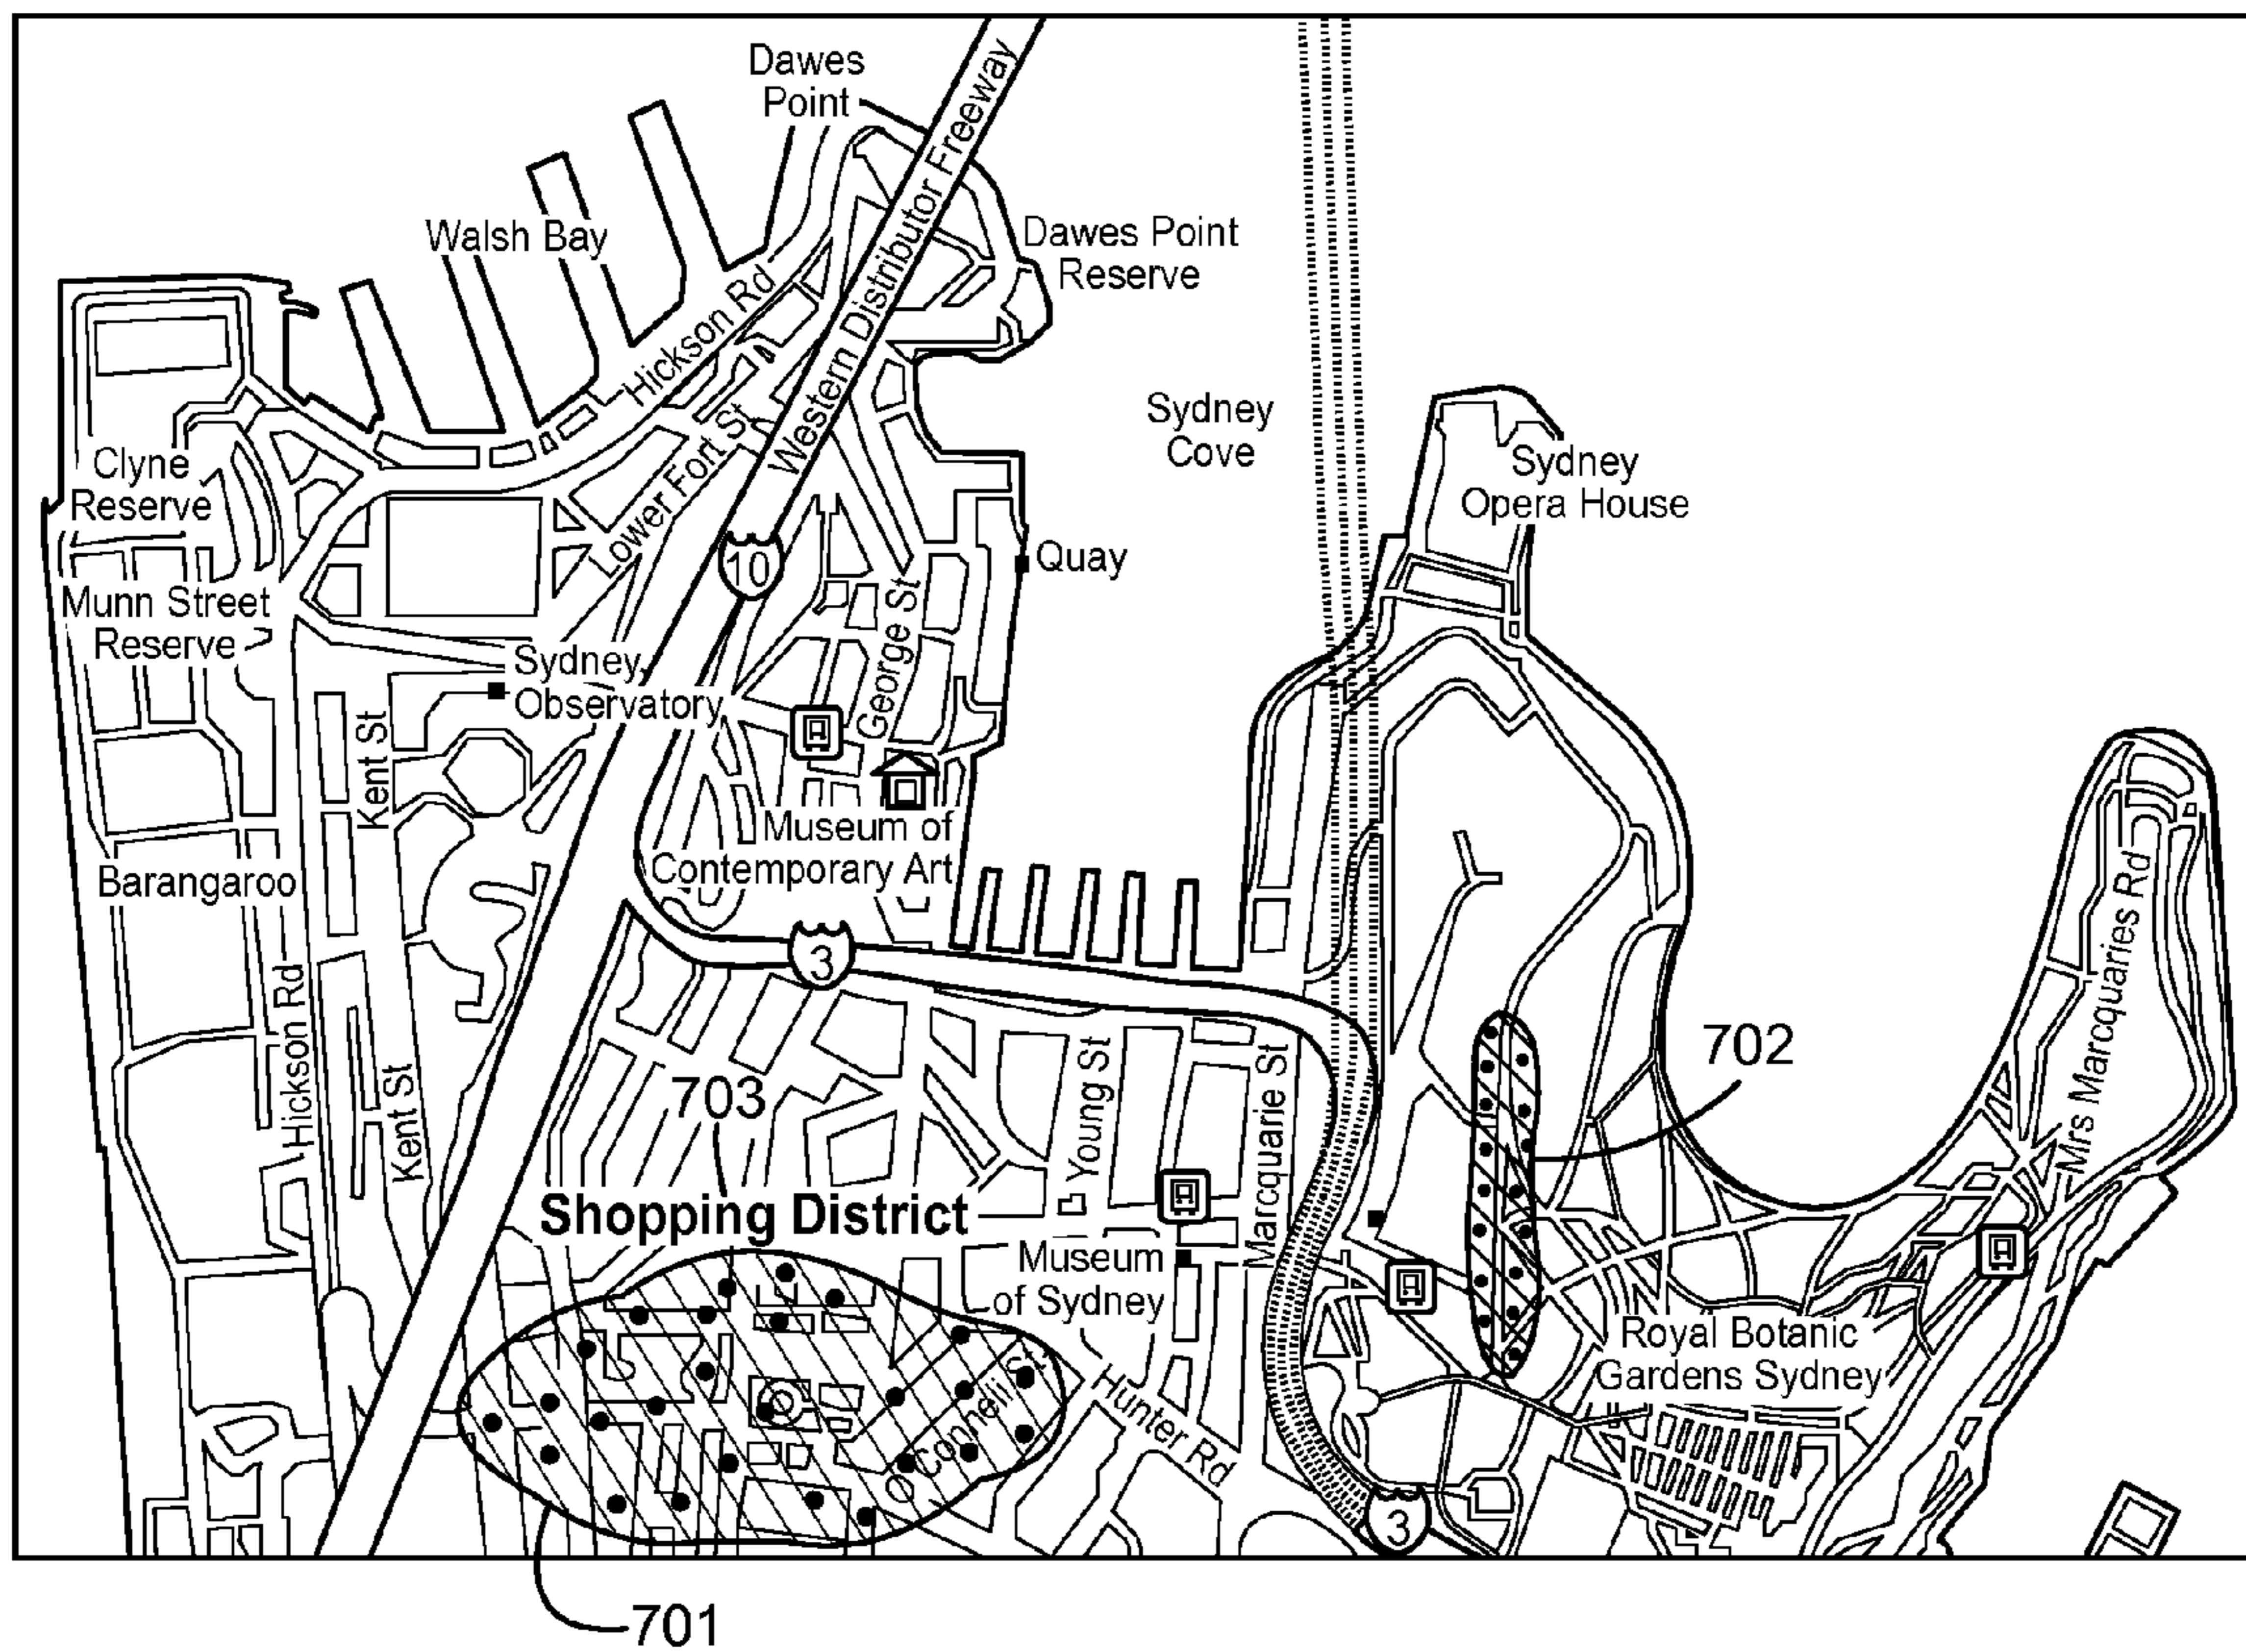 Dawes
Point
Western Distributor Freeway
Walsh Bay
Dawes Point
Reserve
Hickson Rd
Sydney
Cove
Lower Fort St
Clyne
Reserve
Sydney
Opera House
10
Quay
Munn Street
Reserve
George St
Sydney
Observatory
Kent St
Museum of
Contemporary Art
Barangaroo
Mrs Marcquaries Rd
3
Hickson Rd
Kent St
Young St
Marcquarie St
702
703
Shopping District
Museum
of Sydney
Royal Botanic
Gardens Sydney
O Connell St
Hunter Rd
3
701